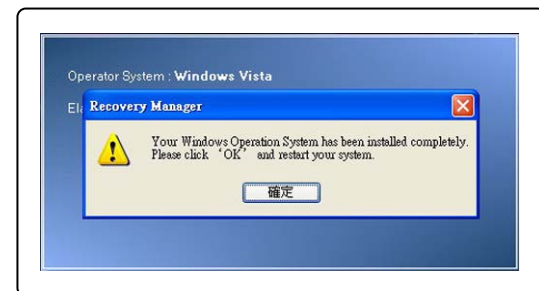 Operator System : Windows Vista
Ela
Recovery Manager
Your Windows Operation System has been installed completely.
Please click ‘OK’ and restart your system.
確定